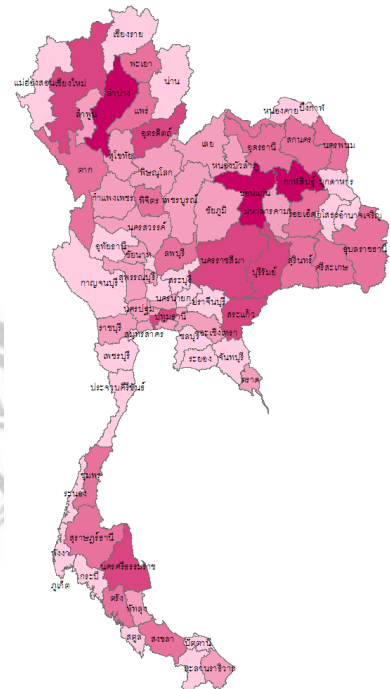 เชียงราย
แม่ฮ่องสอน
เชียงใหม่
พะเยา
น่าน
ลำปาง
ลำพูน
แพร่
อุตรดิตถ์
สุโขทัย
ตาก
พิษณุโลก
กำแพงเพชร
พิจิตร
เพชรบูรณ์
เลย
หนองคาย
บึงกาฬ
อุดรธานี
สกลนคร
นครพนม
หนองบัวลำภู
ขอนแก่น
กาฬสินธุ์
มุกดาหาร
มหาสารคาม
ร้อยเอ็ด
ยโสธร
อำนาจเจริญ
ชัยภูมิ
นครสวรรค์
อุทัยธานี
ชัยนาท
ลพบุรี
นครราชสีมา
บุรีรัมย์
สุรินทร์
ศรีสะเกษ
อุบลราชธานี
กาญจนบุรี
สุพรรณบุรี
สระบุรี
นครนายก
ปราจีนบุรี
สระแก้ว
นครปฐม
ปทุมธานี
ราชบุรี
สมุทรสาคร
ฉะเชิงเทรา
ชลบุรี
ระยอง
จันทบุรี
ตราด
เพชรบุรี
ประจวบคีรีขันธ์
ชุมพร
ระนอง
สุราษฎร์ธานี
พังงา
ภูเก็ต
กระบี่
นครศรีธรรมราช
ตรัง
พัทลุง
สตูล
สงขลา
ปัตตานี
ยะลา
นราธิวาส